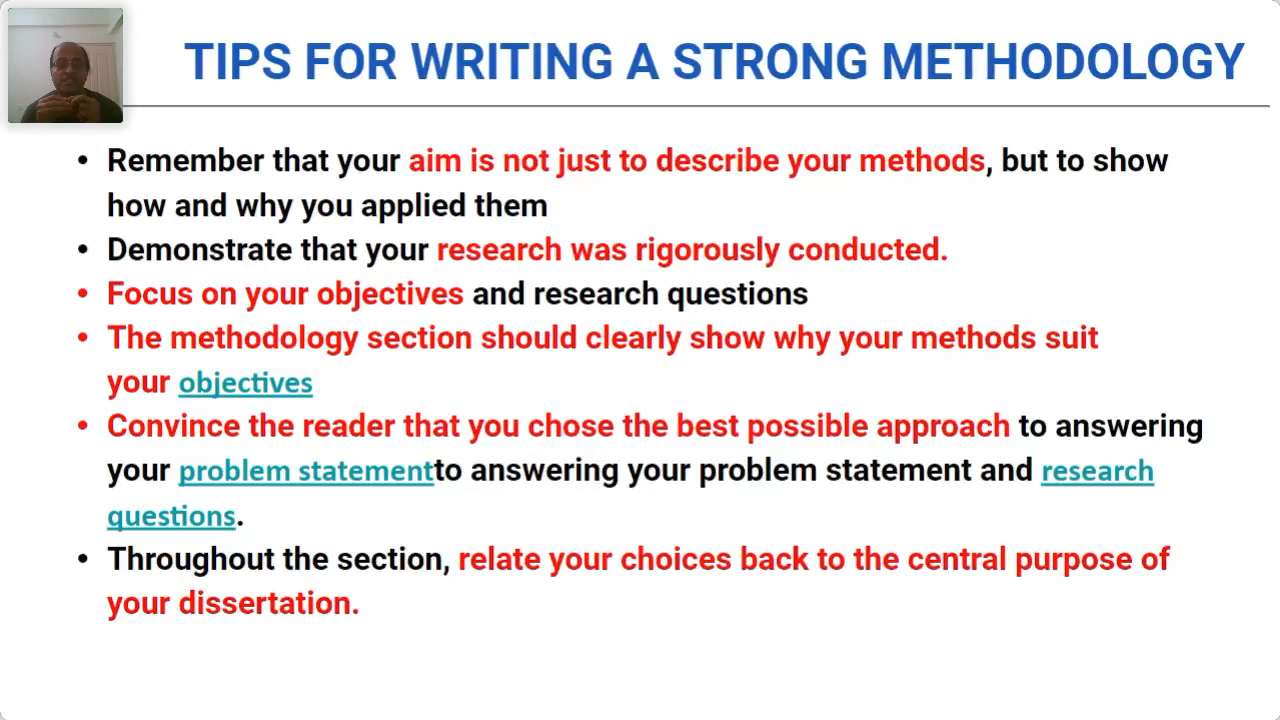 TIPS FOR WRITING A STRONG METHODOLOGY
• Remember that your aim is not just to describe your methods, but to show
how and why you applied them
• Demonstrate that your research was rigorously conducted.
• Focus on your objectives and research questions
• The methodology section should clearly show why your methods suit
your objectives
• Convince the reader that you chose the best possible approach to answering
your problem statementto answering your problem statement and research
questions.
• Throughout the section, relate your choices back to the central purpose of
your dissertation.